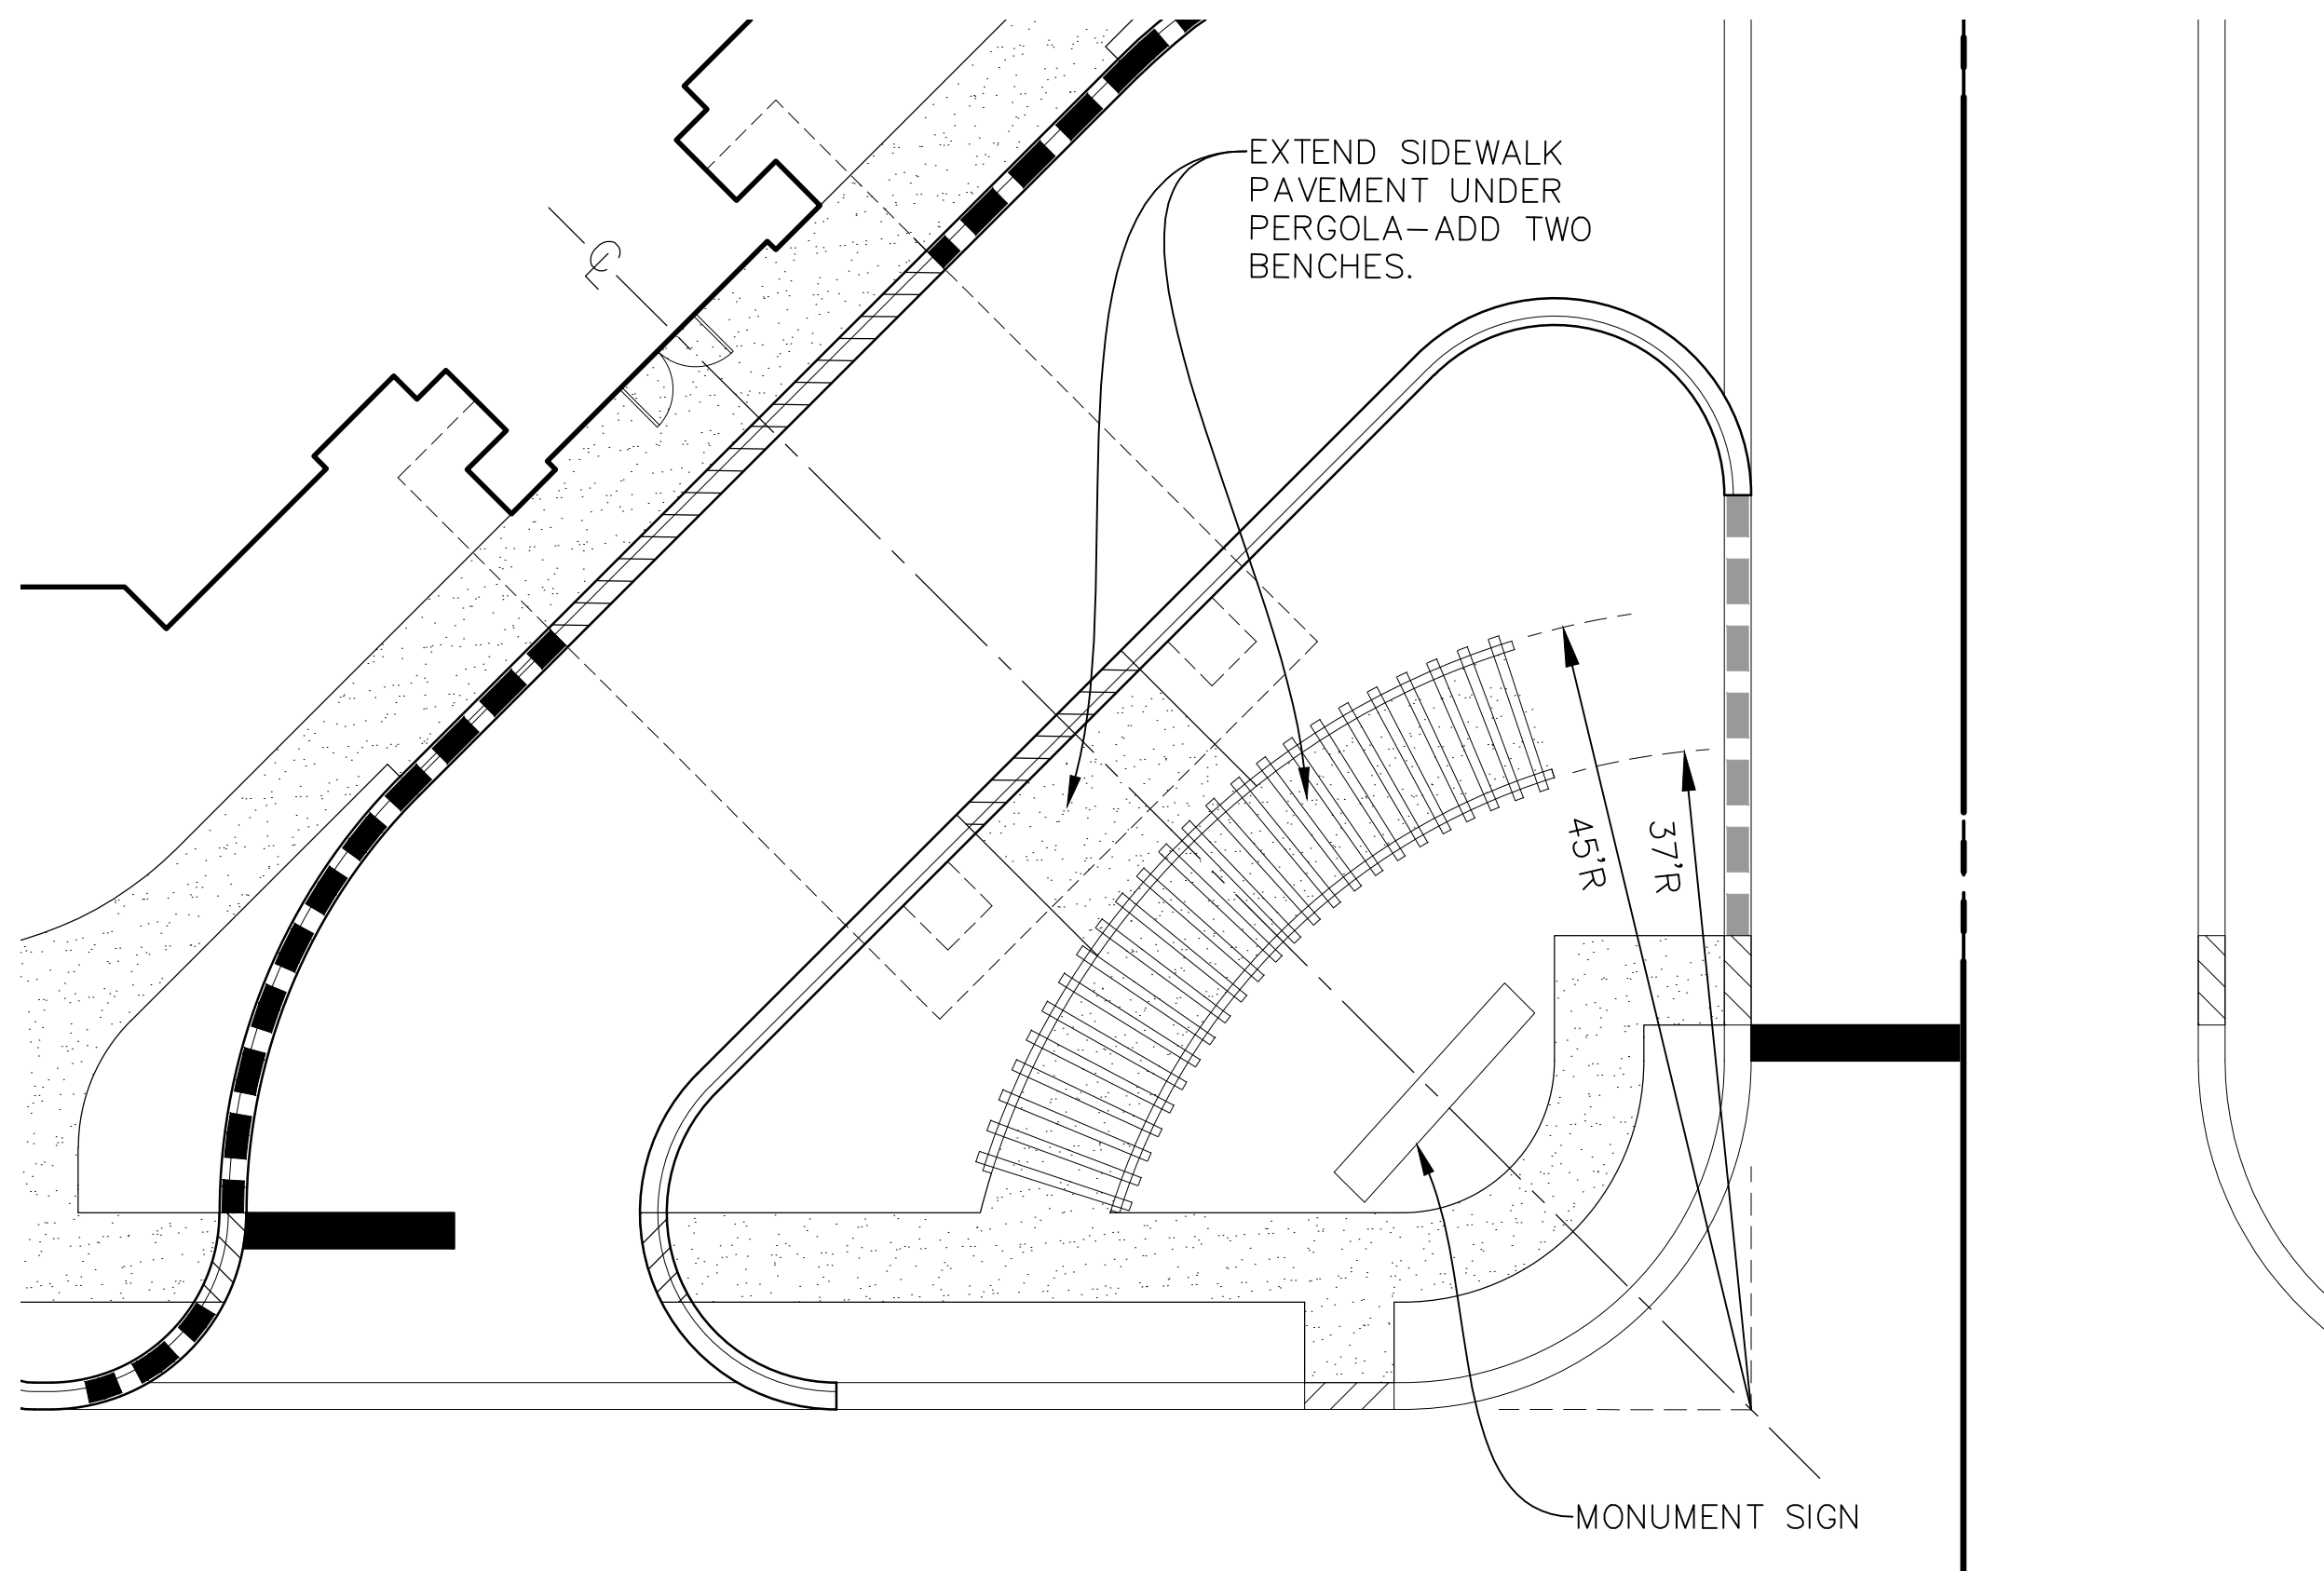 EXTEND SIDEWALK
PAVEMENT UNDER
PERGOLA-ADD TWO
BENCHES.
45'R
37'R
MONUMENT SIGN